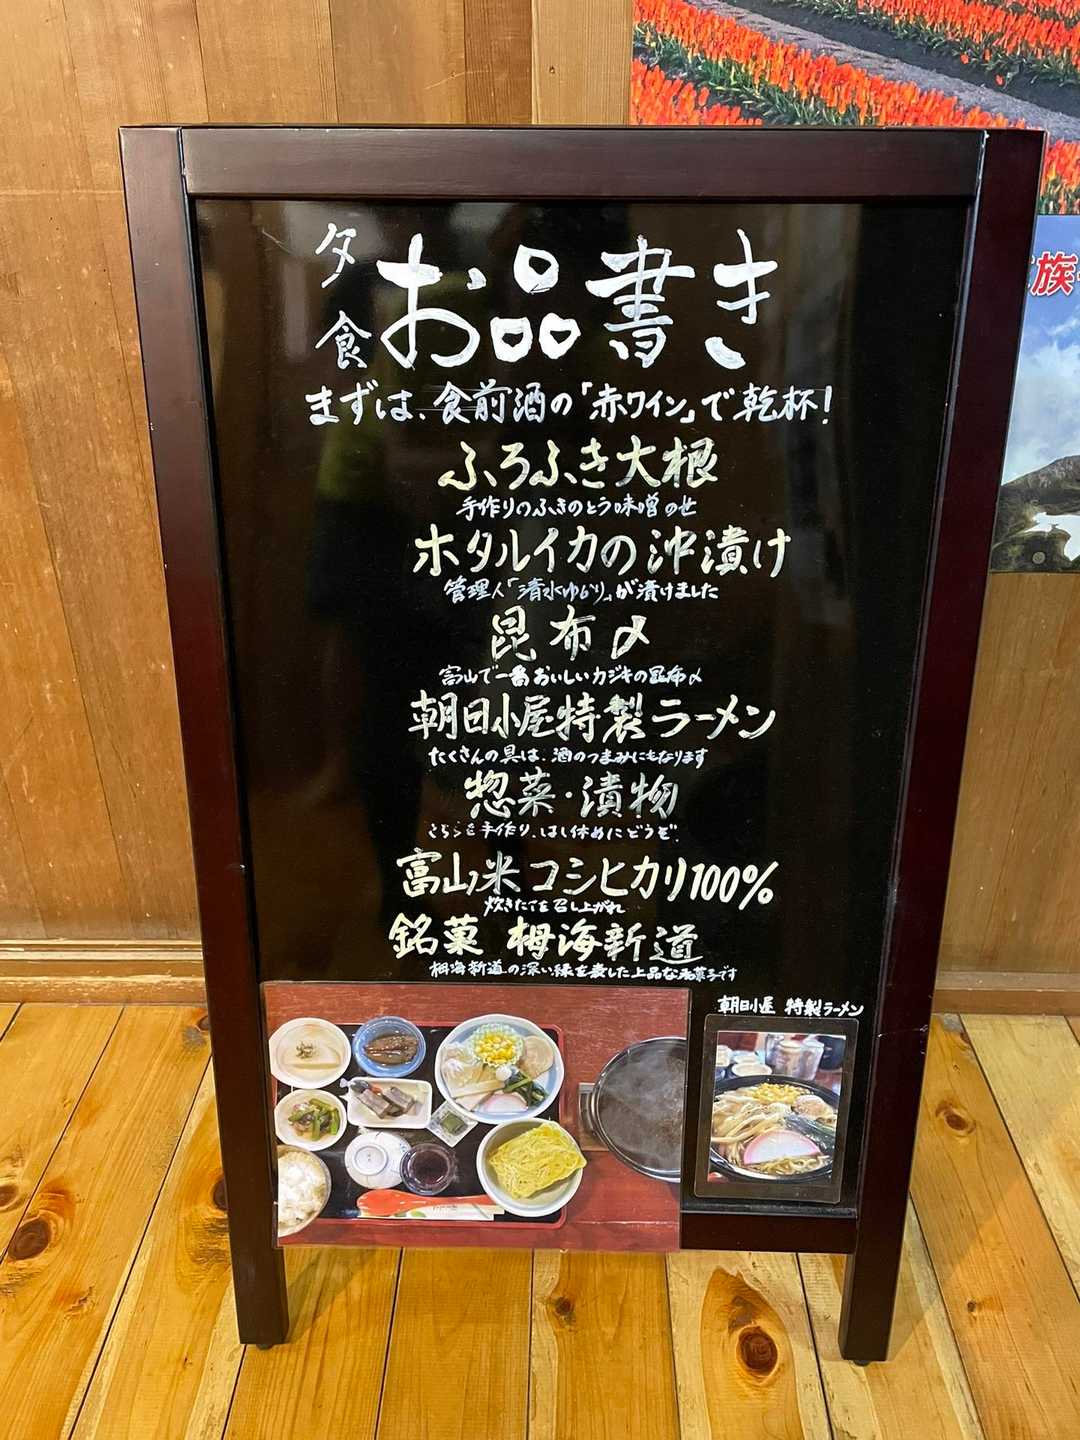 夕食 お品書き
まずは、食前酒の「赤ワイン」で乾杯!
ふろふき大根
手作りのふきのとう味噌のせ
ホタルイカの沖漬け
管理人「清水ゆかり」が漬けました
昆布〆
富山で一番おいしいカジキの昆布〆
朝日小屋特製ラーメン
たくさんの具は、酒のつまみにもなります
惣菜・漬物
こちらも手作り、はし休めにどうぞ。
富山米コシヒカリ100%
炊きたてを召し上がれ
銘菓 栂海新道
栂海新道の深い緑を表した上品なお菓子です
朝日小屋 特製ラーメン
族